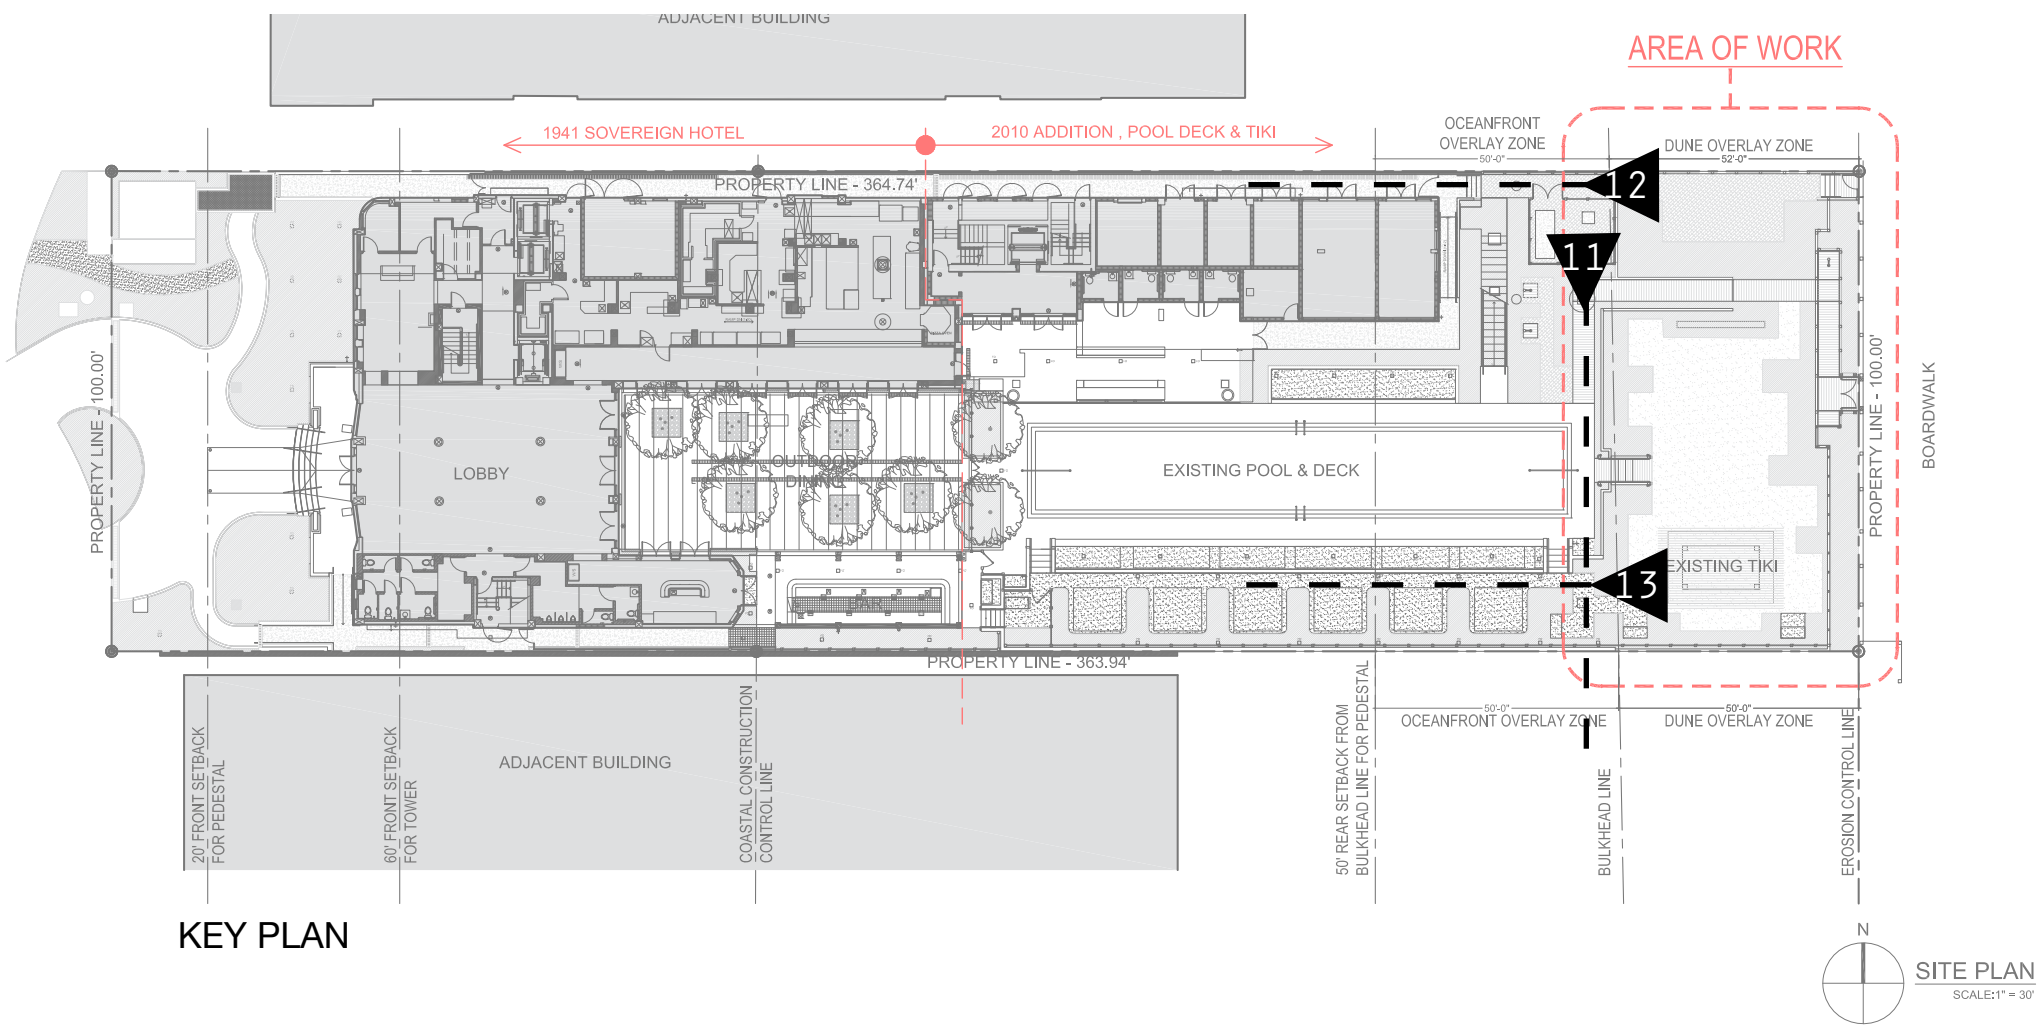 ADJACENT BUILDING
AREA OF WORK
1941 SOVEREIGN HOTEL
2010 ADDITION , POOL DECK & TIKI
OCEANFRONT
OVERLAY ZONE
50'-0"
DUNE OVERLAY ZONE
52'-0"
PROPERTY LINE - 364.74'
12
11
PROPERTY LINE - 100.00'
LOBBY
OUTDOOR
DINING
EXISTING POOL & DECK
PROPERTY LINE - 100.00'
BOARDWALK
EXISTING TIKI
13
BAR
PROPERTY LINE - 363.94'
50'-0"
OCEANFRONT OVERLAY ZONE
50'-0"
DUNE OVERLAY ZONE
ADJACENT BUILDING
20' FRONT SETBACK
FOR PEDESTAL
60' FRONT SETBACK
FOR TOWER
COASTAL CONSTRUCTION
CONTROL LINE
50' REAR SETBACK FROM
BULKHEAD LINE FOR PEDESTAL
BULKHEAD LINE
EROSION CONTROL LINE
KEY PLAN
N
SITE PLAN
SCALE:1" = 30'